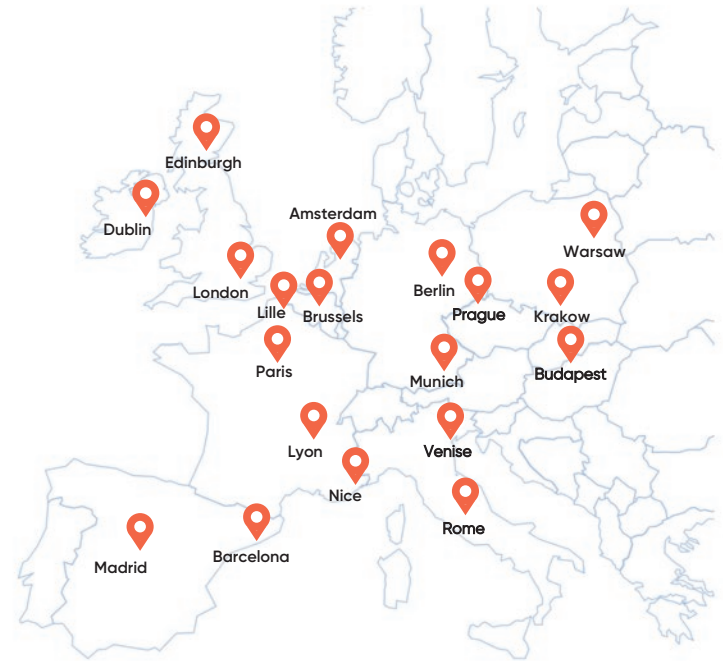 Edinburgh
Amsterdam
Dublin
Warsaw
London
Berlin
Lille
Brussels
Prague
Krakow
Paris
Munich
Budapest
Lyon
Venise
Nice
Rome
Barcelona
Madrid